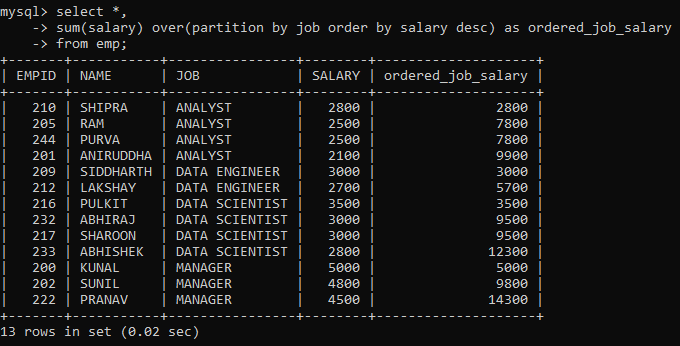 mysql> select *,
    -> sum(salary) over(partition by job order by salary desc) as ordered_job_salary
    -> from emp;
+-------+-----------+----------------+--------+--------------------+
| EMPID | NAME      | JOB            | SALARY | ordered_job_salary |
+-------+-----------+----------------+--------+--------------------+
|   210 | SHIPRA    | ANALYST        |   2800 |               2800 |
|   205 | RAM       | ANALYST        |   2500 |               7800 |
|   244 | PURVA     | ANALYST        |   2500 |               7800 |
|   201 | ANIRUDDHA | ANALYST        |   2100 |               9900 |
|   209 | SIDDHARTH | DATA ENGINEER  |   3000 |               3000 |
|   212 | LAKSHAY   | DATA ENGINEER  |   2700 |               5700 |
|   216 | PULKIT    | DATA SCIENTIST |   3500 |               3500 |
|   232 | ABHIRAJ   | DATA SCIENTIST |   3000 |               9500 |
|   217 | SHAROON   | DATA SCIENTIST |   3000 |               9500 |
|   233 | ABHISHEK  | DATA SCIENTIST |   2800 |              12300 |
|   200 | KUNAL     | MANAGER        |   5000 |               5000 |
|   202 | SUNIL     | MANAGER        |   4800 |               9800 |
|   222 | PRANAV    | MANAGER        |   4500 |              14300 |
+-------+-----------+----------------+--------+--------------------+
13 rows in set (0.02 sec)